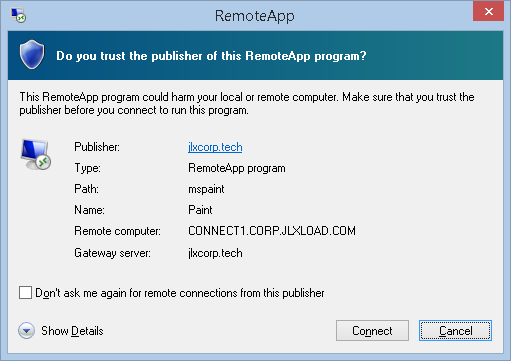 RemoteApp
Do you trust the publisher of this RemoteApp program?
This RemoteApp program could harm your local or remote computer. Make sure that you trust the
publisher before you connect to run this program.
Publisher: jlxcorp.tech
Type: RemoteApp program
Path: mspaint
Name: Paint
Remote computer: CONNECT1.CORP.JLXLOAD.COM
Gateway server: jlxcorp.tech
Don't ask me again for remote connections from this publisher
Show Details Connect Cancel